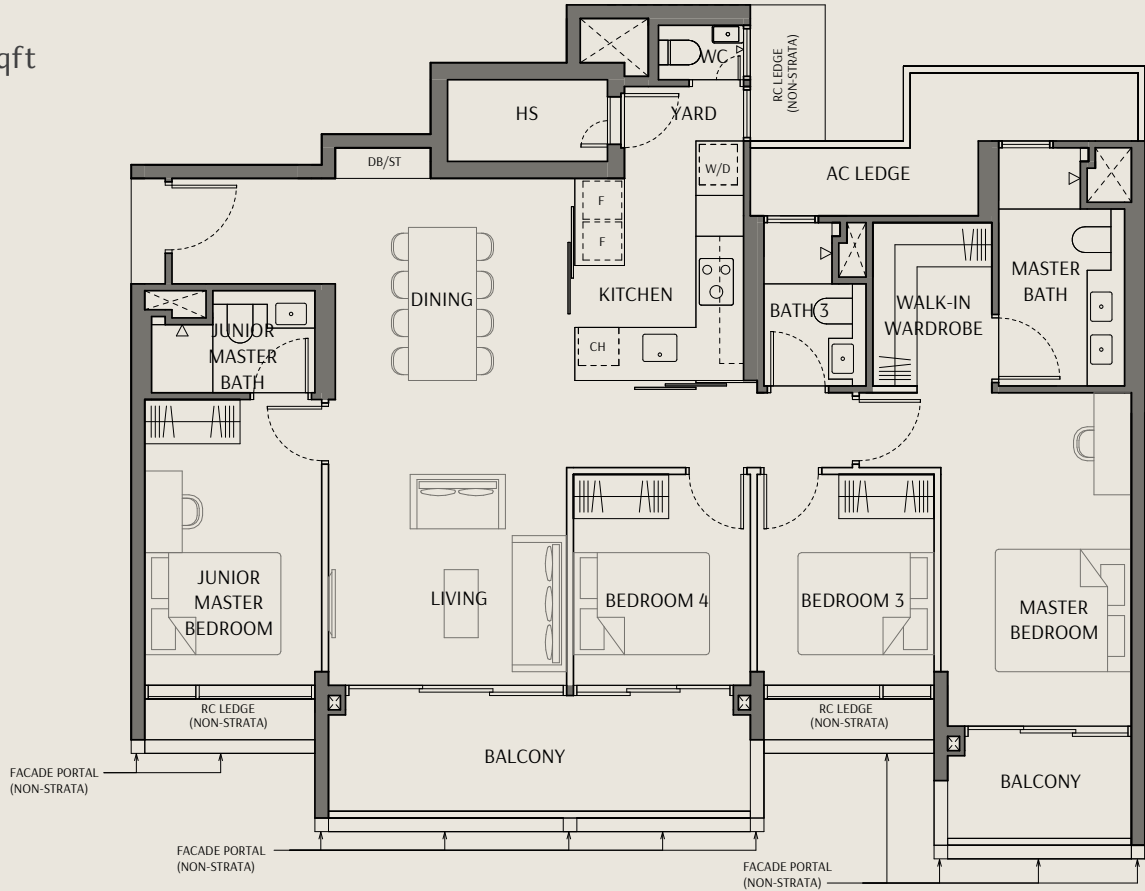 qft
WC
RC LEDGE
(NON-STRATA)
HS
YARD
DB/ST
W/D
AC LEDGE
F
F
MASTER
BATH
DINING
KITCHEN
WALK-IN
WARDROBE
BATH 3
JUNIOR
MASTER
BATH
CH
JUNIOR
MASTER
BEDROOM
LIVING
BEDROOM 4
BEDROOM 3
MASTER
BEDROOM
RC LEDGE
(NON-STRATA)
RC LEDGE
(NON-STRATA)
BALCONY
BALCONY
FACADE PORTAL
(NON-STRATA)
FACADE PORTAL
(NON-STRATA)
FACADE PORTAL
(NON-STRATA)